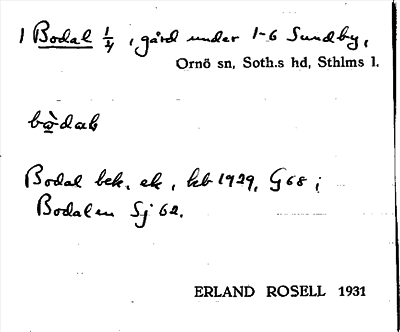 1 Bodal 1/4, gård under 1-6 Sundby,
Ornö sn, Soth.s hd, Sthlms l.
Bodal bek. ek, kb 1929, G68;
Bodalen Sj 62.
ERLAND ROSELL 1931